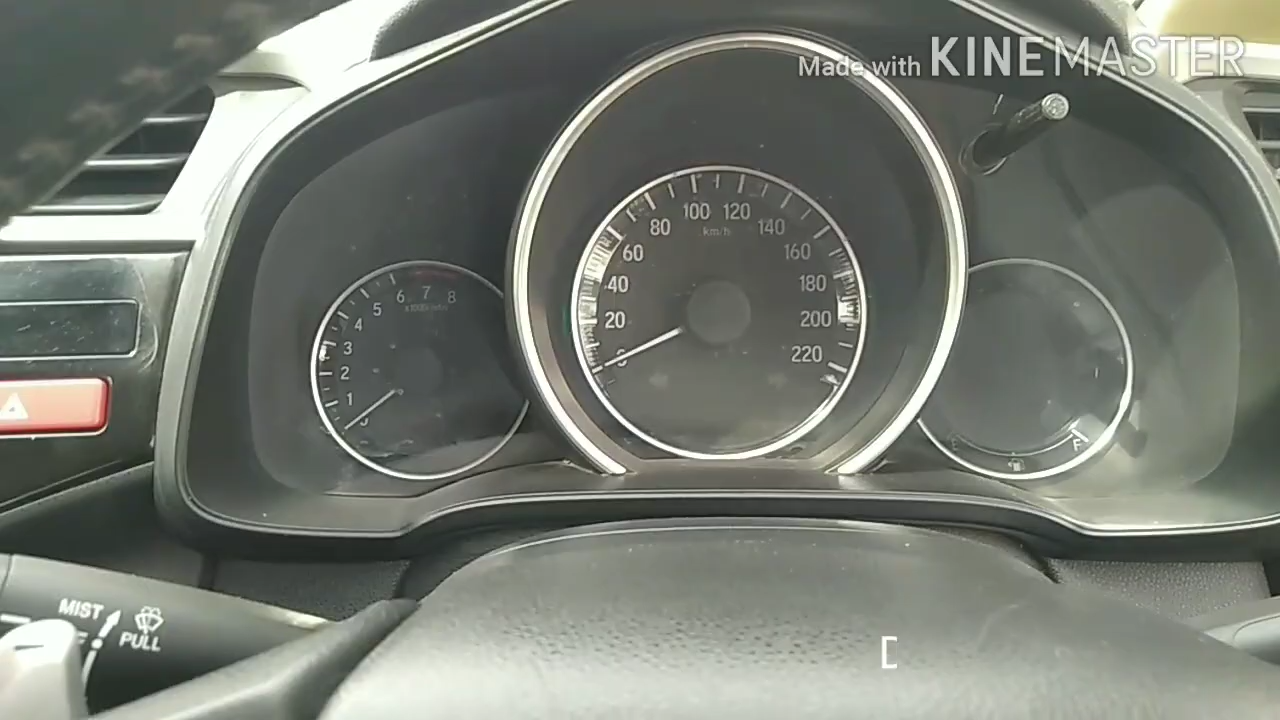 Made with KINEMASTER
100 120
80 140
km/h
60 160
40 180
20 200
0 220
6 7 8
5 x1000r/min
4
3
2
1
0
F
MIST
PULL
[